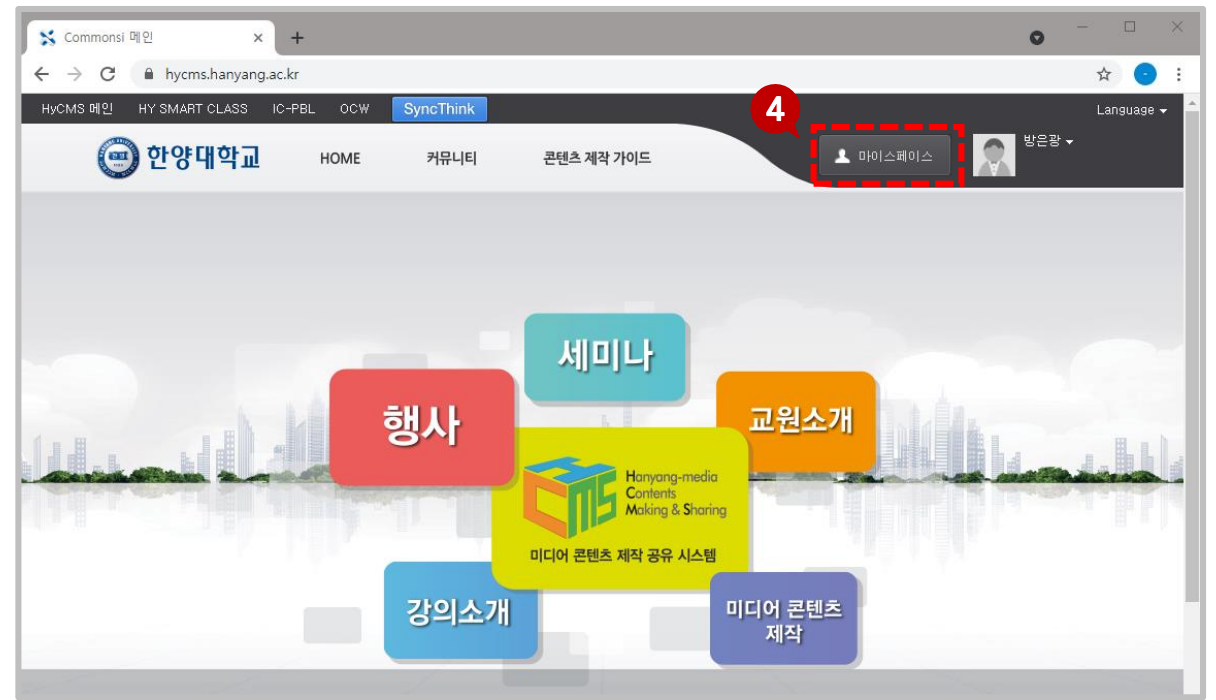 Commonsi 메인
hycms.hanyang.ac.kr
HyCMS 메인 HY SMART CLASS IC-PBL OCW SyncThink Language
4
한양대학교 HOME 커뮤니티 콘텐츠 제작 가이드 마이스페이스 방은광
세미나
행사
교원소개
CMS
Hanyang-media
Contents
Making & Sharing
미디어 콘텐츠 제작 공유 시스템
강의소개
미디어 콘텐츠
제작